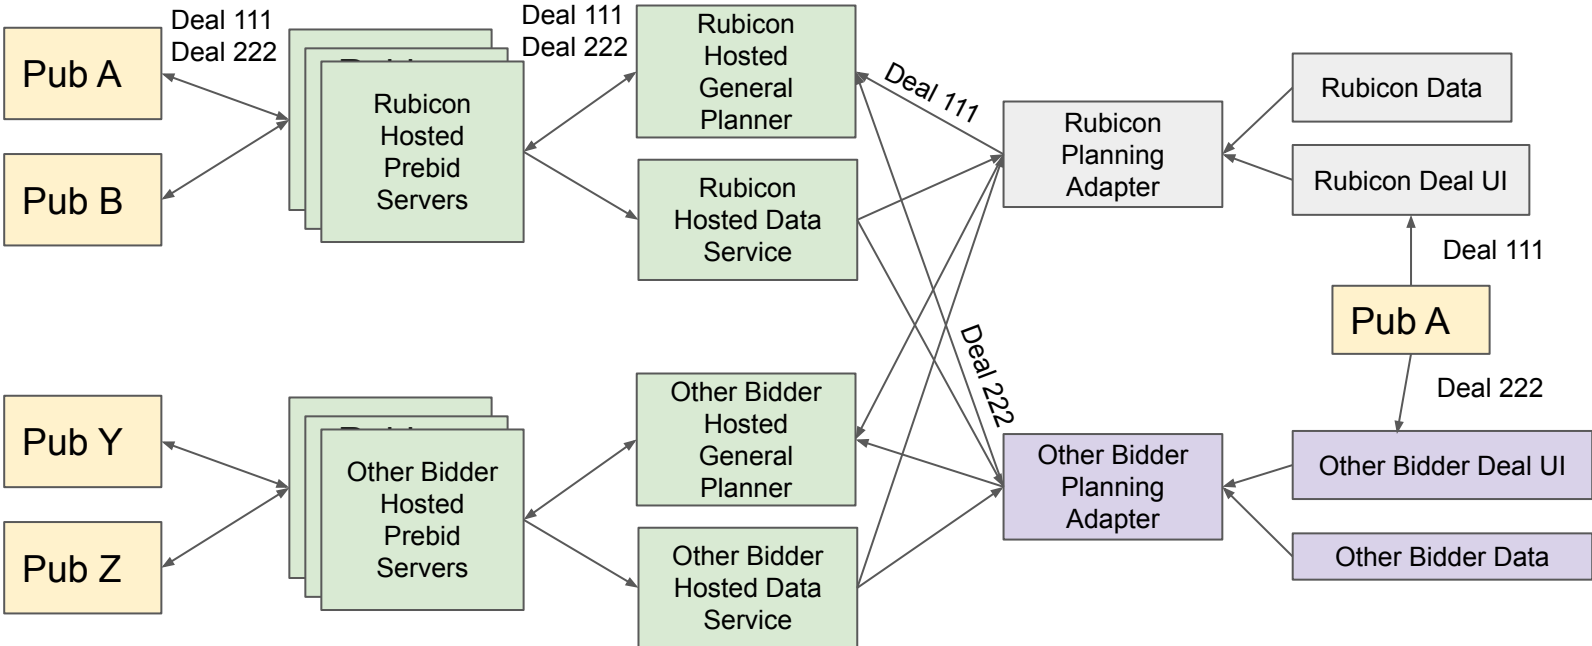 Deal 111
Deal 222
Pub A
Pub B
Rubicon
Hosted
Prebid
Servers
Deal 111
Deal 222
Rubicon
Hosted
General
Planner
Rubicon
Hosted Data
Service
Deal 111
Rubicon
Planning
Adapter
Rubicon Data
Rubicon Deal UI
Deal 111
Pub A
Deal 222
Deal 222
Pub Y
Pub Z
Other Bidder
Hosted
Prebid
Servers
Other Bidder
Hosted
General
Planner
Other Bidder
Hosted Data
Service
Other Bidder
Planning
Adapter
Other Bidder Deal UI
Other Bidder Data